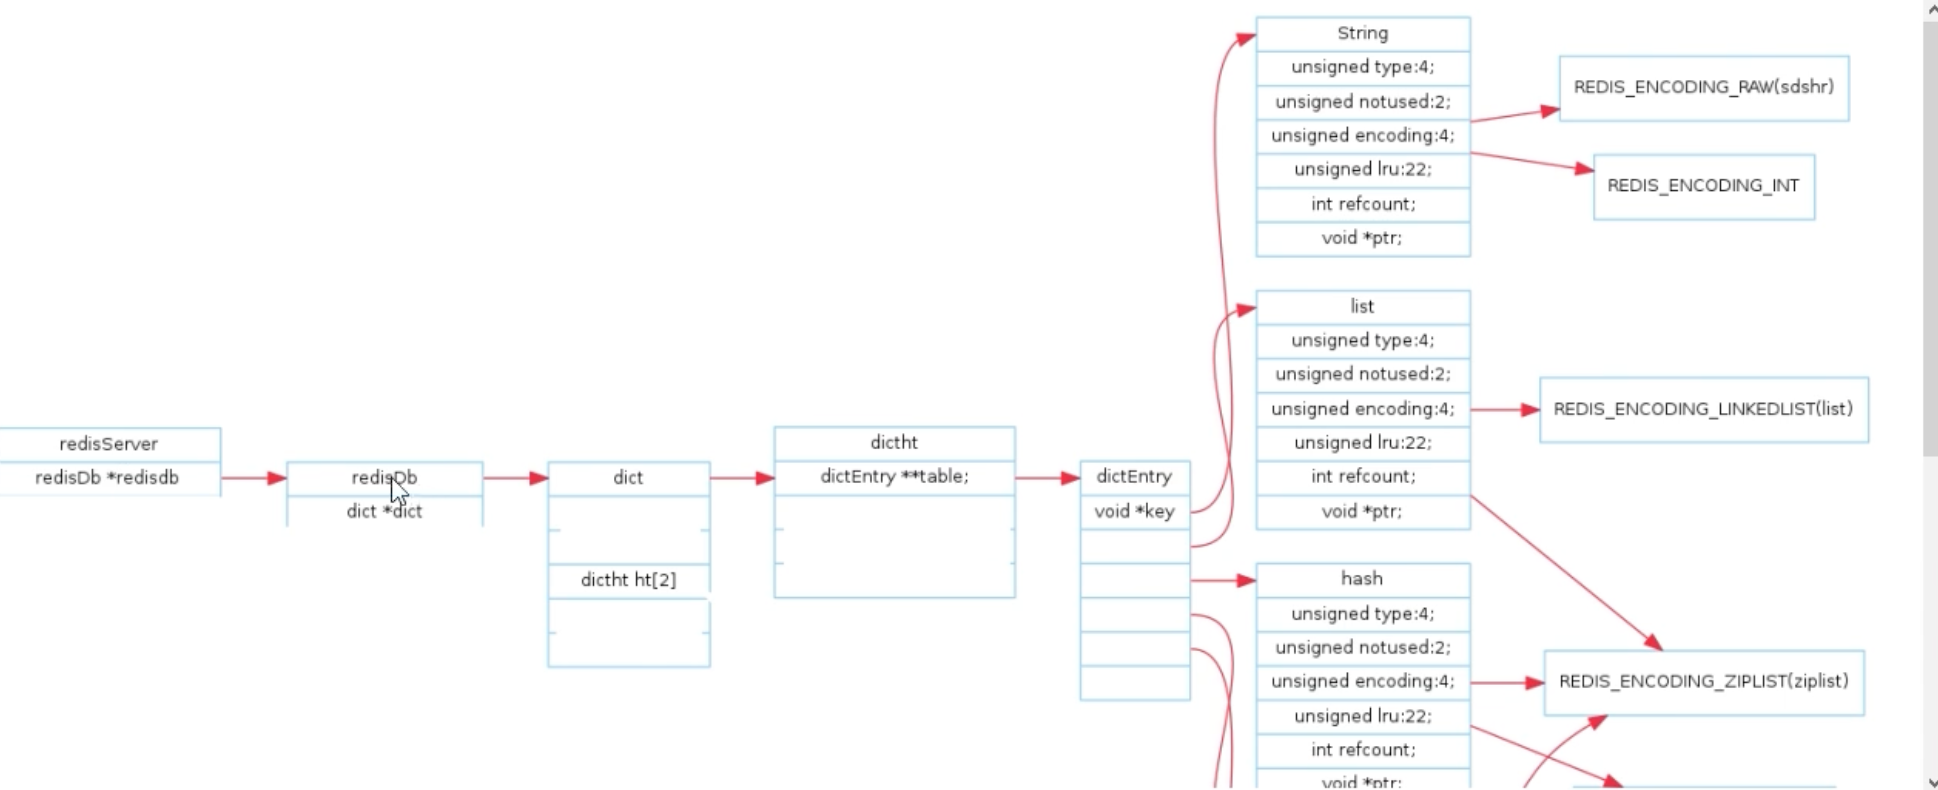 redisServer
redisDb *redisdb
redisDb
dict *dict
dict
dictht ht[2]
dictht
dictEntry **table;
dictEntry
void *key
String
unsigned type:4;
unsigned notused:2;
unsigned encoding:4;
unsigned lru:22;
int refcount;
void *ptr;
REDIS_ENCODING_RAW(sdshr)
REDIS_ENCODING_INT
list
unsigned type:4;
unsigned notused:2;
unsigned encoding:4;
unsigned lru:22;
int refcount;
void *ptr;
REDIS_ENCODING_LINKEDLIST(list)
hash
unsigned type:4;
unsigned notused:2;
unsigned encoding:4;
unsigned lru:22;
int refcount;
void *ptr;
REDIS_ENCODING_ZIPLIST(ziplist)